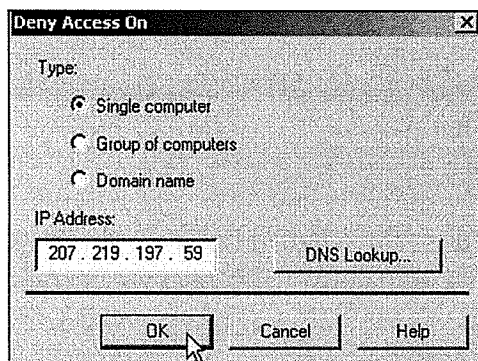 Deny Access On
Type:
Single computer
Group of computers
Domain name
IP Address:
207 . 219 . 197 . 59
DNS Lookup...
OK
Cancel
Help